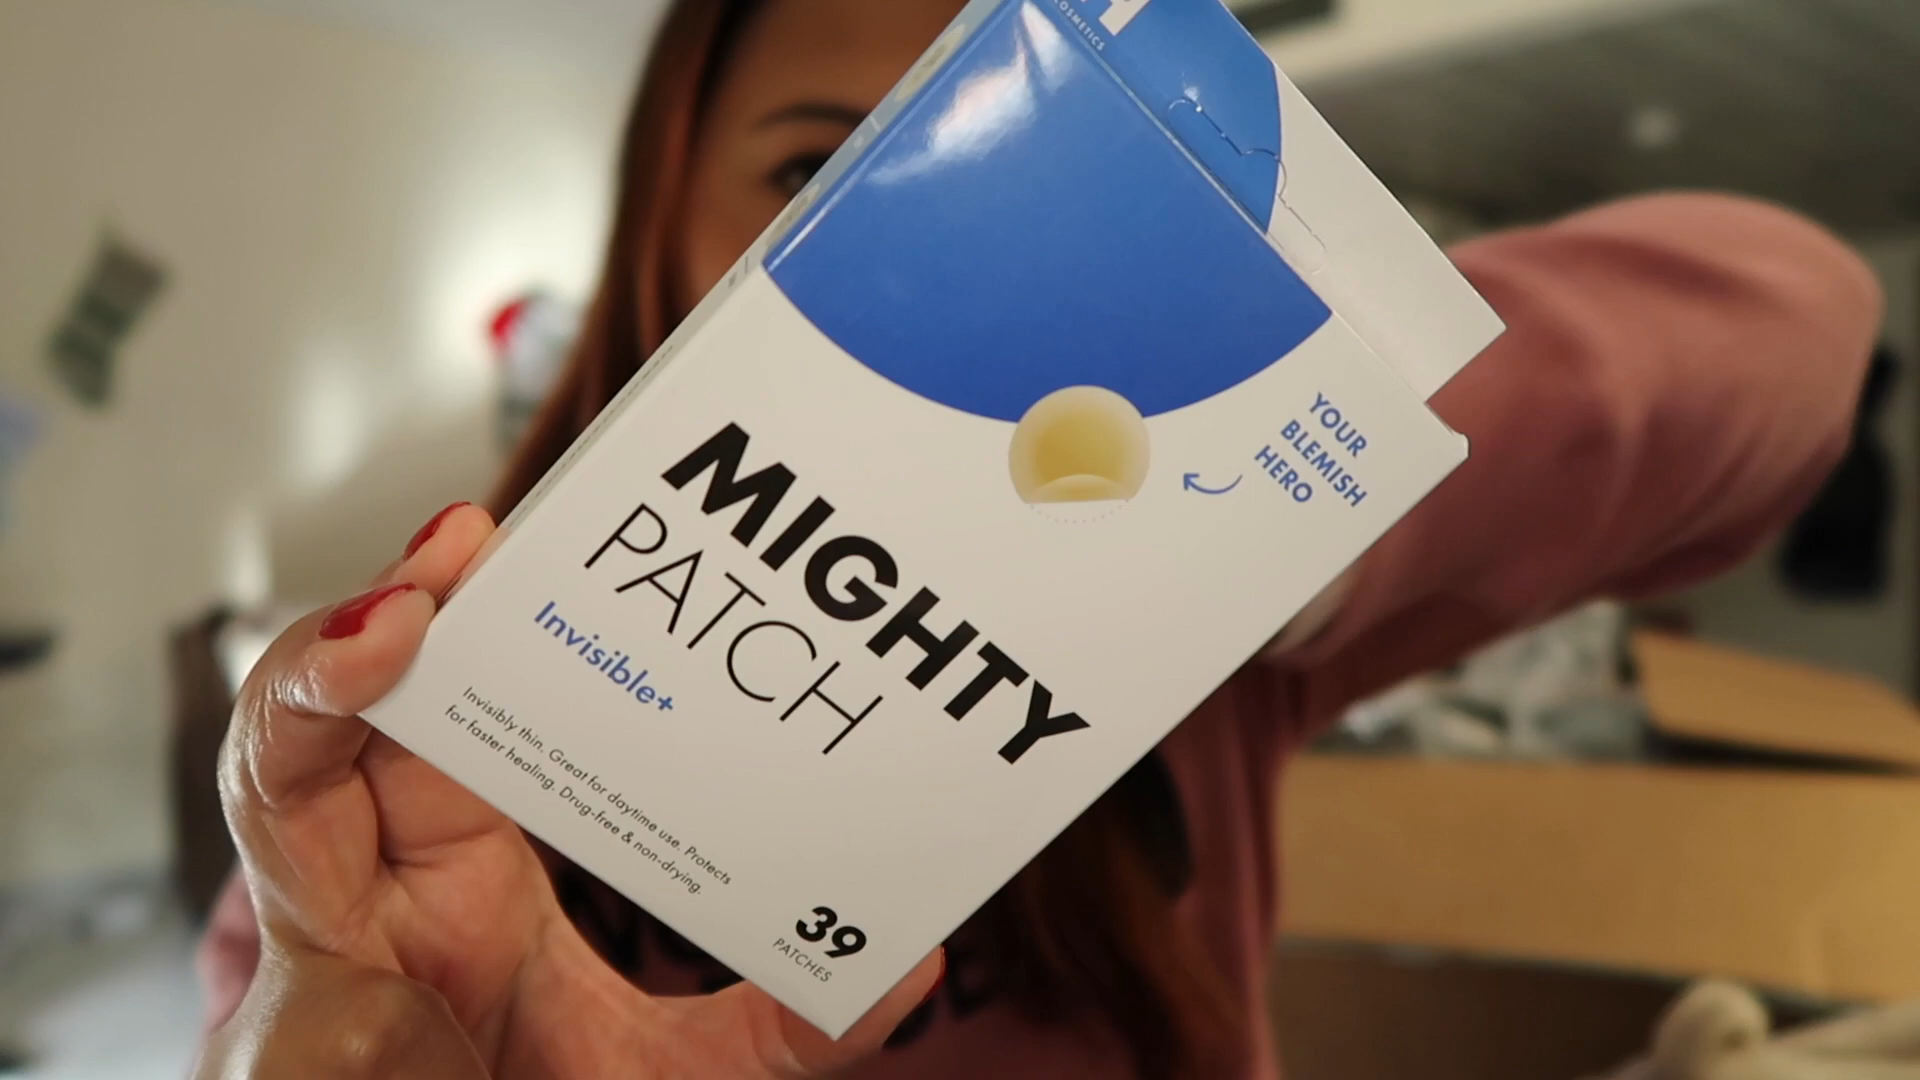 COSMETICS
YOUR
BLEMISH
HERO
MIGHTY
PATCH
Invisible+
Invisibly thin. Great for daytime use. Protects
for faster healing. Drug-free & non-drying.
39
PATCHES